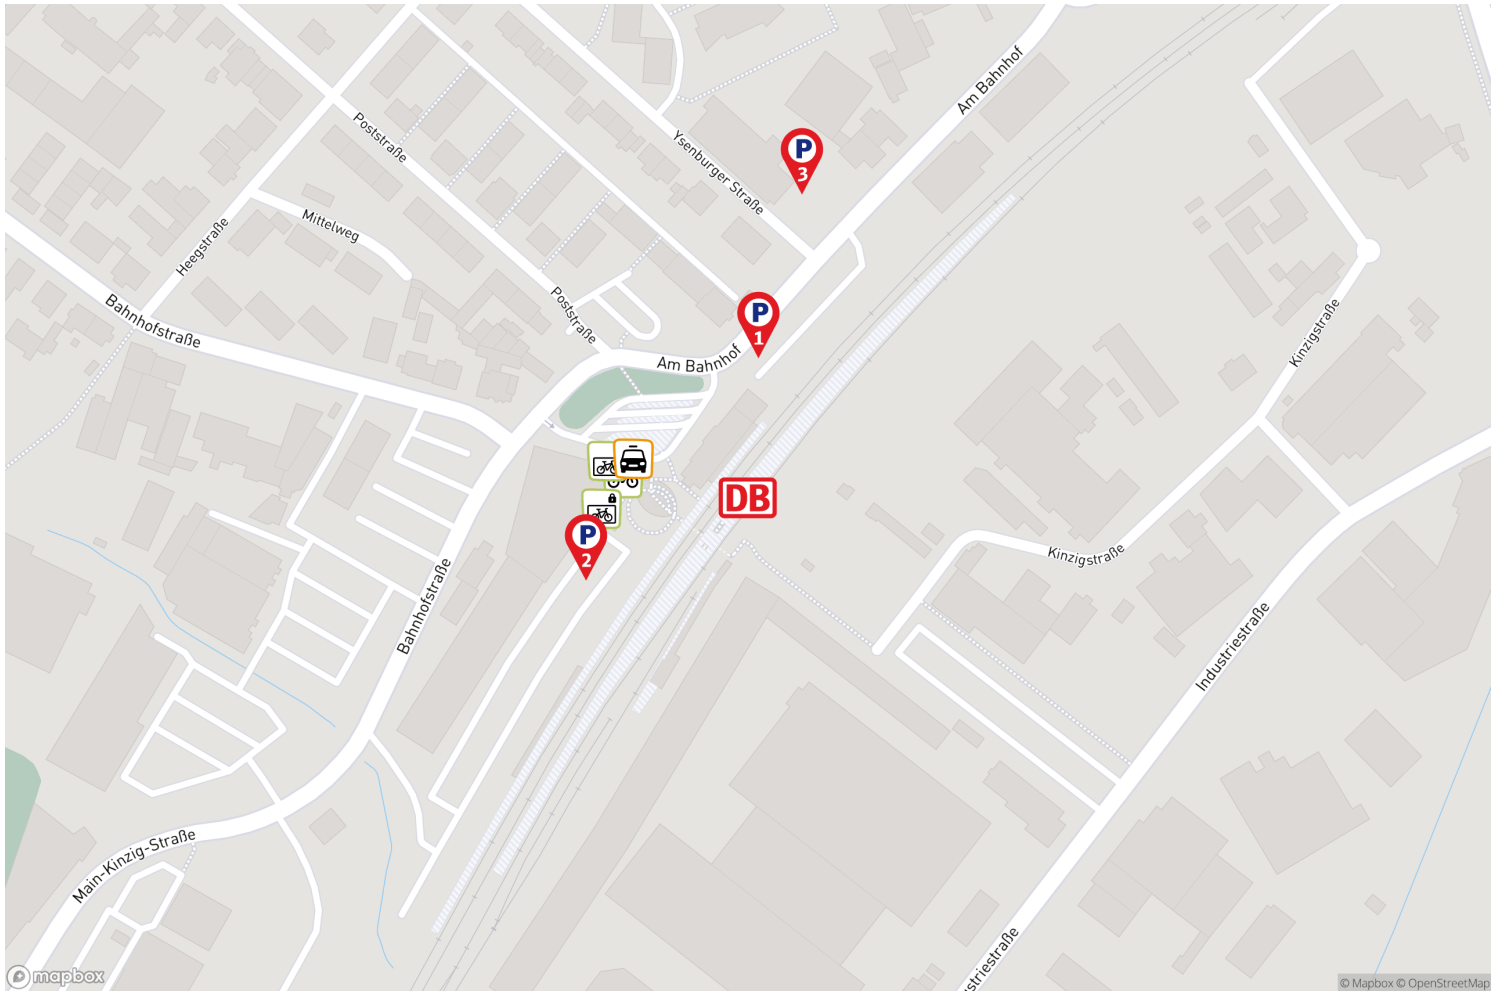 Am Bahnhof
Poststraße
Ysenburger Straße
P
3
Mittelweg
Heegstraße
Bahnhofstraße
Poststraße
P
1
Am Bahnhof
Kinzigstraße
DB
P
2
Kinzigstraße
Bahnhofstraße
Industriestraße
Main-Kinzig-Straße
striestraße
mapbox
© Mapbox © OpenStreetMap